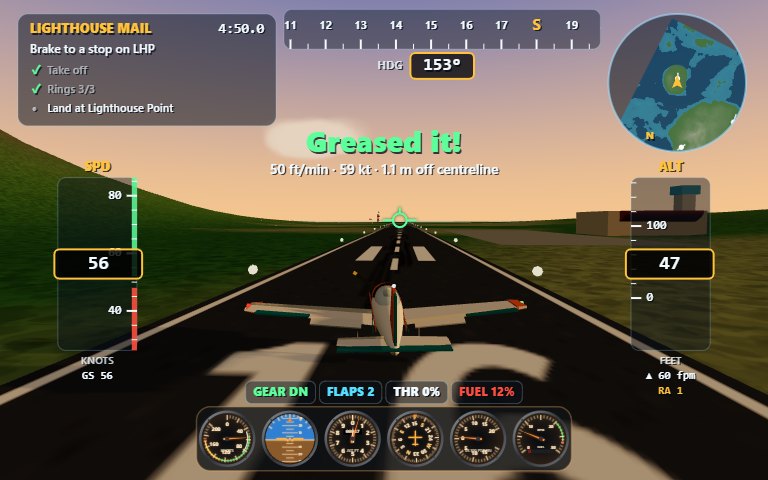 LIGHTHOUSE MAIL 4:50.0
Brake to a stop on LHP
✓ Take off
✓ Rings 3/3
• Land at Lighthouse Point
11 12 13 14 15 16 17 S 19
HDG 153°
N
Greased it!
50 ft/min · 59 kt · 1.1 m off centreline
SPD
80
60
56
40
KNOTS
GS 56
ALT
100
47
0
FEET
▲ 60 fpm
RA 1
GEAR DN FLAPS 2 THR 0% FUEL 12%